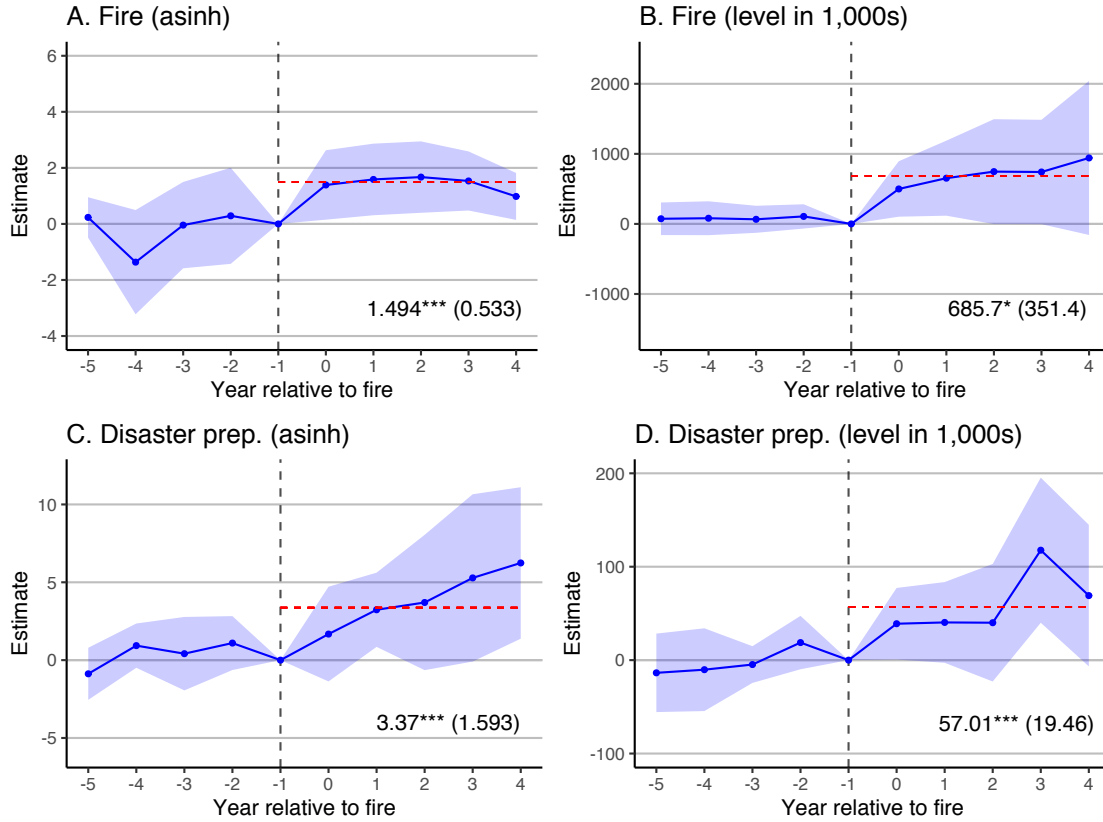 A. Fire (asinh)
Estimate
6
4
2
0
-2
-4
1.494*** (0.533)
-5 -4 -3 -2 -1 0 1 2 3 4
Year relative to fire
B. Fire (level in 1,000s)
Estimate
2000
1000
0
-1000
685.7* (351.4)
-5 -4 -3 -2 -1 0 1 2 3 4
Year relative to fire
C. Disaster prep. (asinh)
Estimate
10
5
0
-5
3.37*** (1.593)
-5 -4 -3 -2 -1 0 1 2 3 4
Year relative to fire
D. Disaster prep. (level in 1,000s)
Estimate
200
100
0
-100
57.01*** (19.46)
-5 -4 -3 -2 -1 0 1 2 3 4
Year relative to fire